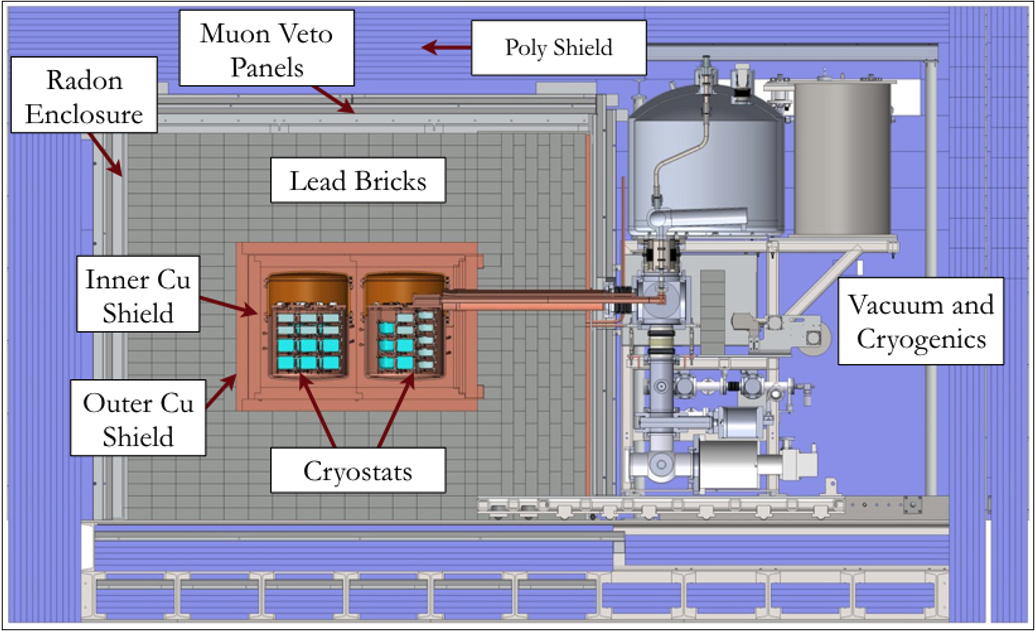 Muon Veto
Panels
Poly Shield
Radon
Enclosure
Lead Bricks
Inner Cu
Shield
Vacuum and
Cryogenics
Outer Cu
Shield
Cryostats